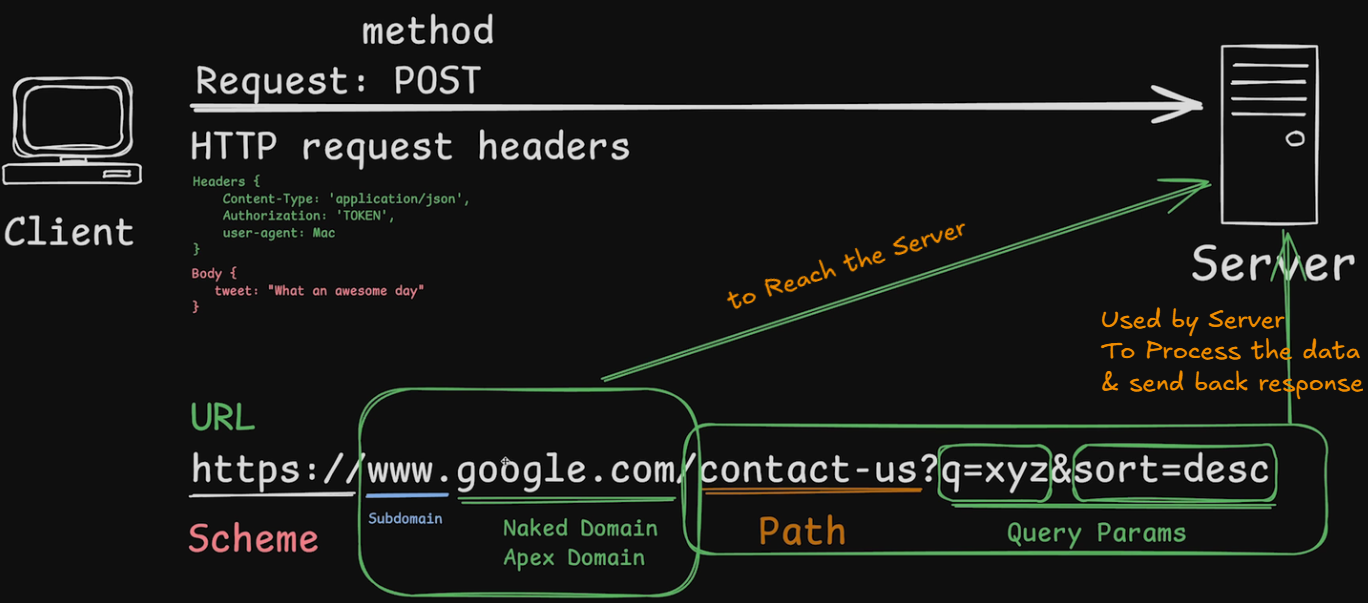 method
Request: POST
HTTP request headers
Headers {
Content-Type: 'application/json',
Authorization: 'TOKEN',
user-agent: Mac
}
Body {
tweet: "What an awesome day"
}
Client
Server
to Reach the Server
Used by Server
To Process the data
& send back response
URL
https://www.google.com/contact-us?q=xyz&sort=desc
Scheme
Subdomain
Naked Domain
Apex Domain
Path
Query Params